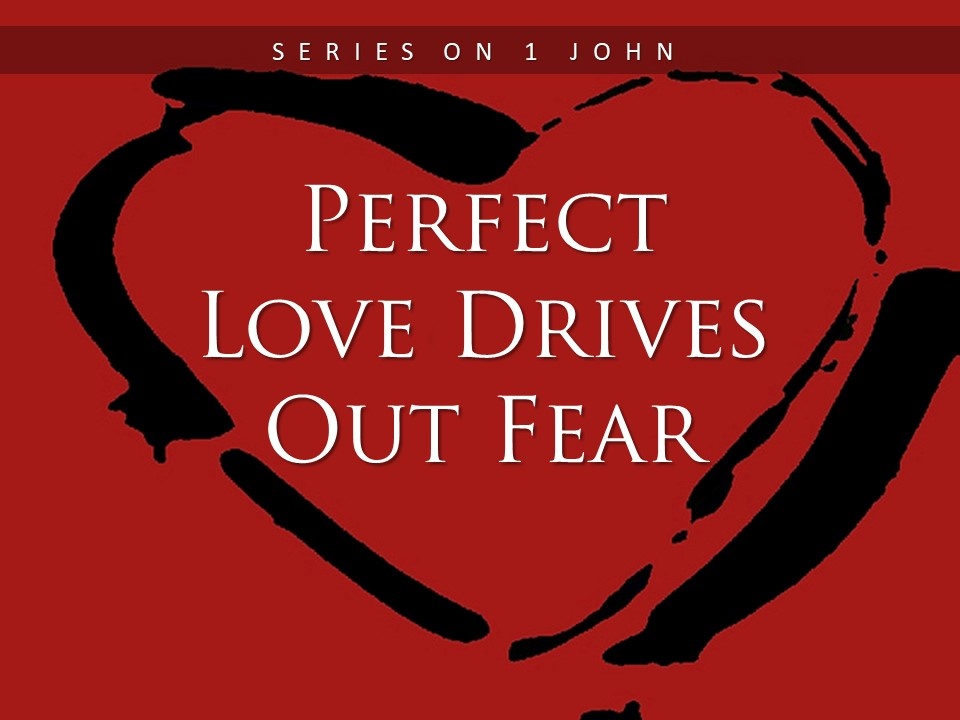 SERIES ON 1 JOHN
PERFECT
LOVE DRIVES
OUT FEAR